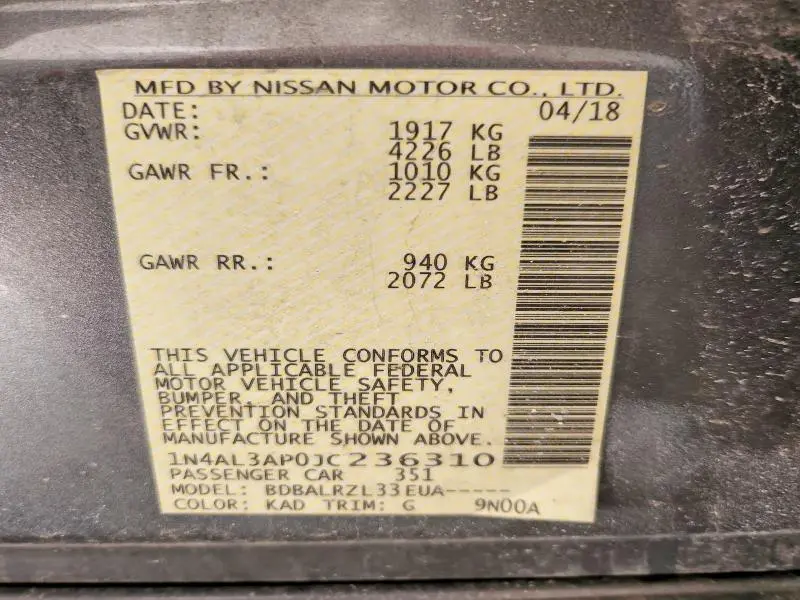 MFD BY NISSAN MOTOR CO., LTD.
DATE: 04/18
GVWR: 1917 KG
4226 LB
GAWR FR.: 1010 KG
2227 LB
GAWR RR.: 940 KG
2072 LB
THIS VEHICLE CONFORMS TO
ALL APPLICABLE FEDERAL
MOTOR VEHICLE SAFETY,
BUMPER, AND THEFT
PREVENTION STANDARDS IN
EFFECT ON THE DATE OF
MANUFACTURE SHOWN ABOVE.
1N4AL3AP0JC236310
PASSENGER CAR 351
MODEL: BDBALRZL33EUA-----
COLOR: KAD TRIM: G 9N00A